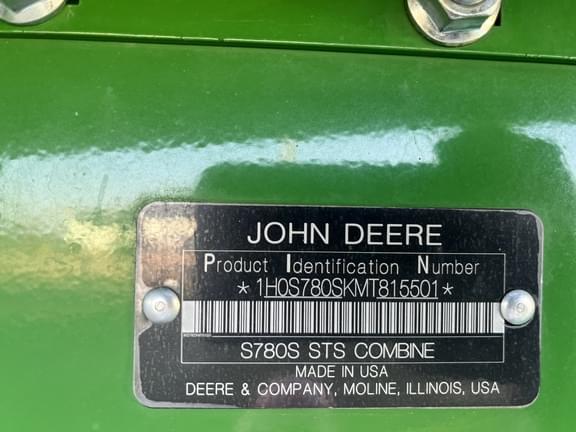 JOHN DEERE
Product Identification Number
*1H0S780SKMT815501*
S780S STS COMBINE
MADE IN USA
DEERE & COMPANY, MOLINE, ILLINOIS, USA